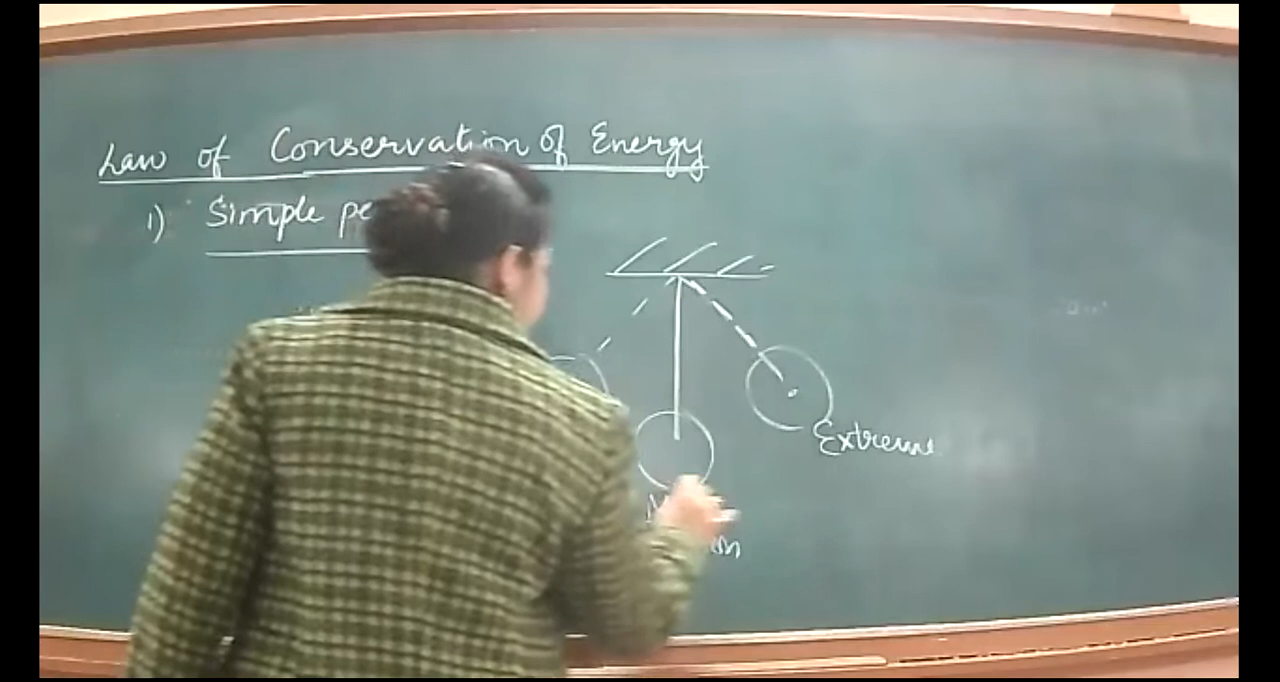 Law of Conservation of Energy
1) Simple pe
Extreme